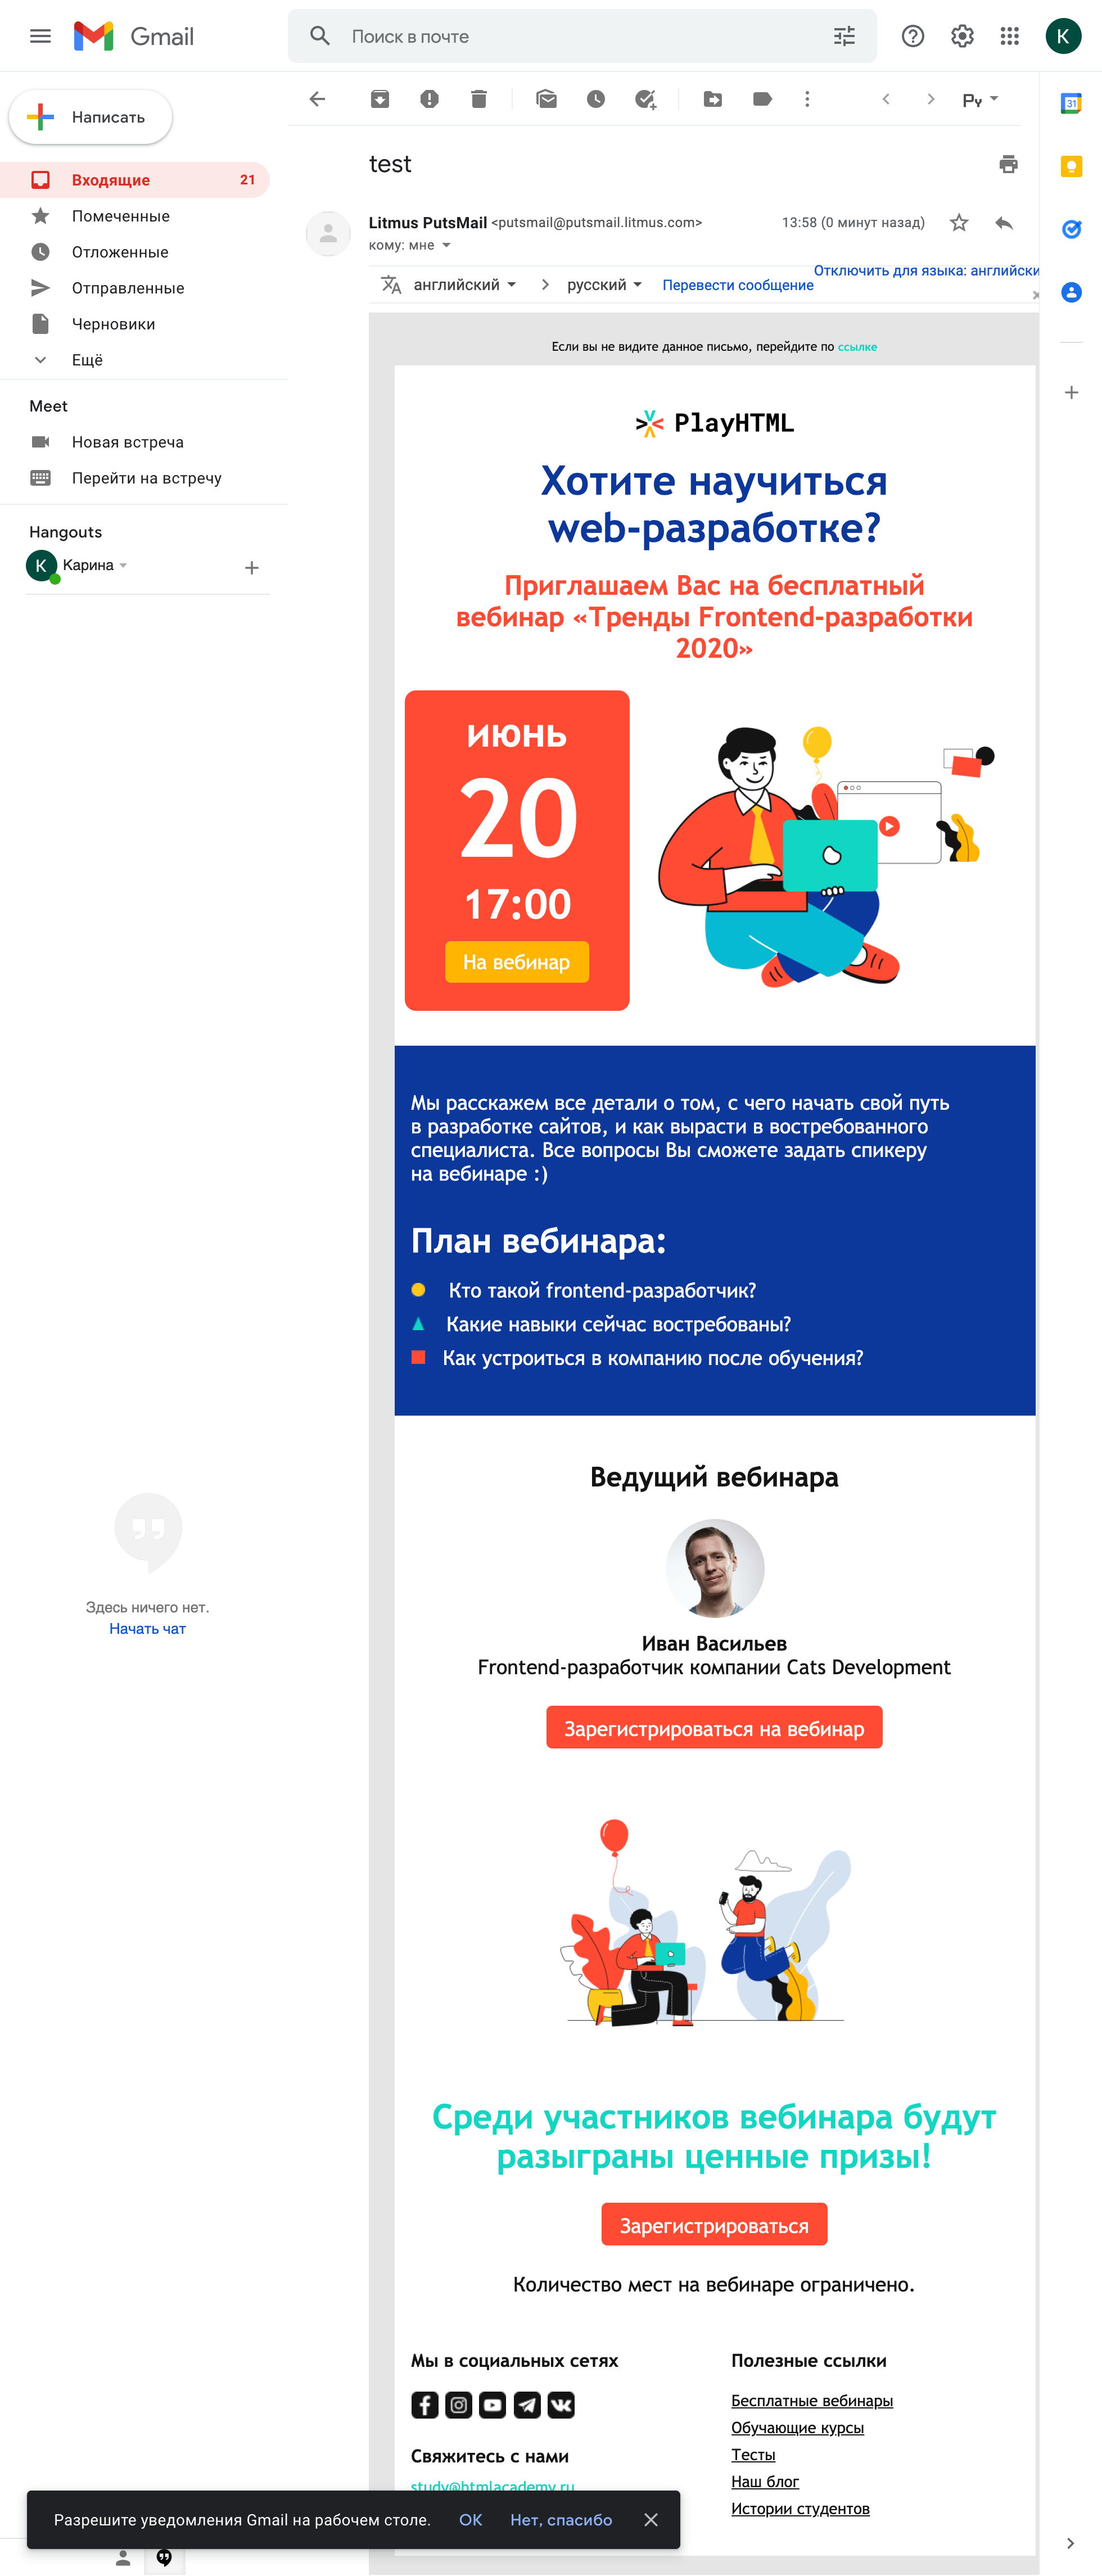 Gmail
Поиск в почте
K
Написать
Входящие 21
Помеченные
Отложенные
Отправленные
Черновики
Ещё
Meet
Новая встреча
Перейти на встречу
Hangouts
K Карина
Здесь ничего нет.
Начать чат
Ру
31
test
Litmus PutsMail <putsmail@putsmail.litmus.com> 13:58 (0 минут назад)
кому: мне
английский русский Перевести сообщение
Отключить для языка: английски
Если вы не видите данное письмо, перейдите по ссылке
PlayHTML
Хотите научиться
web-разработке?
Приглашаем Вас на бесплатный
вебинар «Тренды Frontend-разработки
2020»
июнь
20
17:00
На вебинар
Мы расскажем все детали о том, с чего начать свой путь
в разработке сайтов, и как вырасти в востребованного
специалиста. Все вопросы Вы сможете задать спикеру
на вебинаре :)
План вебинара:
Кто такой frontend-разработчик?
Какие навыки сейчас востребованы?
Как устроиться в компанию после обучения?
Ведущий вебинара
Иван Васильев
Frontend-разработчик компании Cats Development
Зарегистрироваться на вебинар
Среди участников вебинара будут
разыграны ценные призы!
Зарегистрироваться
Количество мест на вебинаре ограничено.
Мы в социальных сетях
Свяжитесь с нами
study@htmlacademy.ru
Полезные ссылки
Бесплатные вебинары
Обучающие курсы
Тесты
Наш блог
Истории студентов
Разрешите уведомления Gmail на рабочем столе. ОК Нет, спасибо